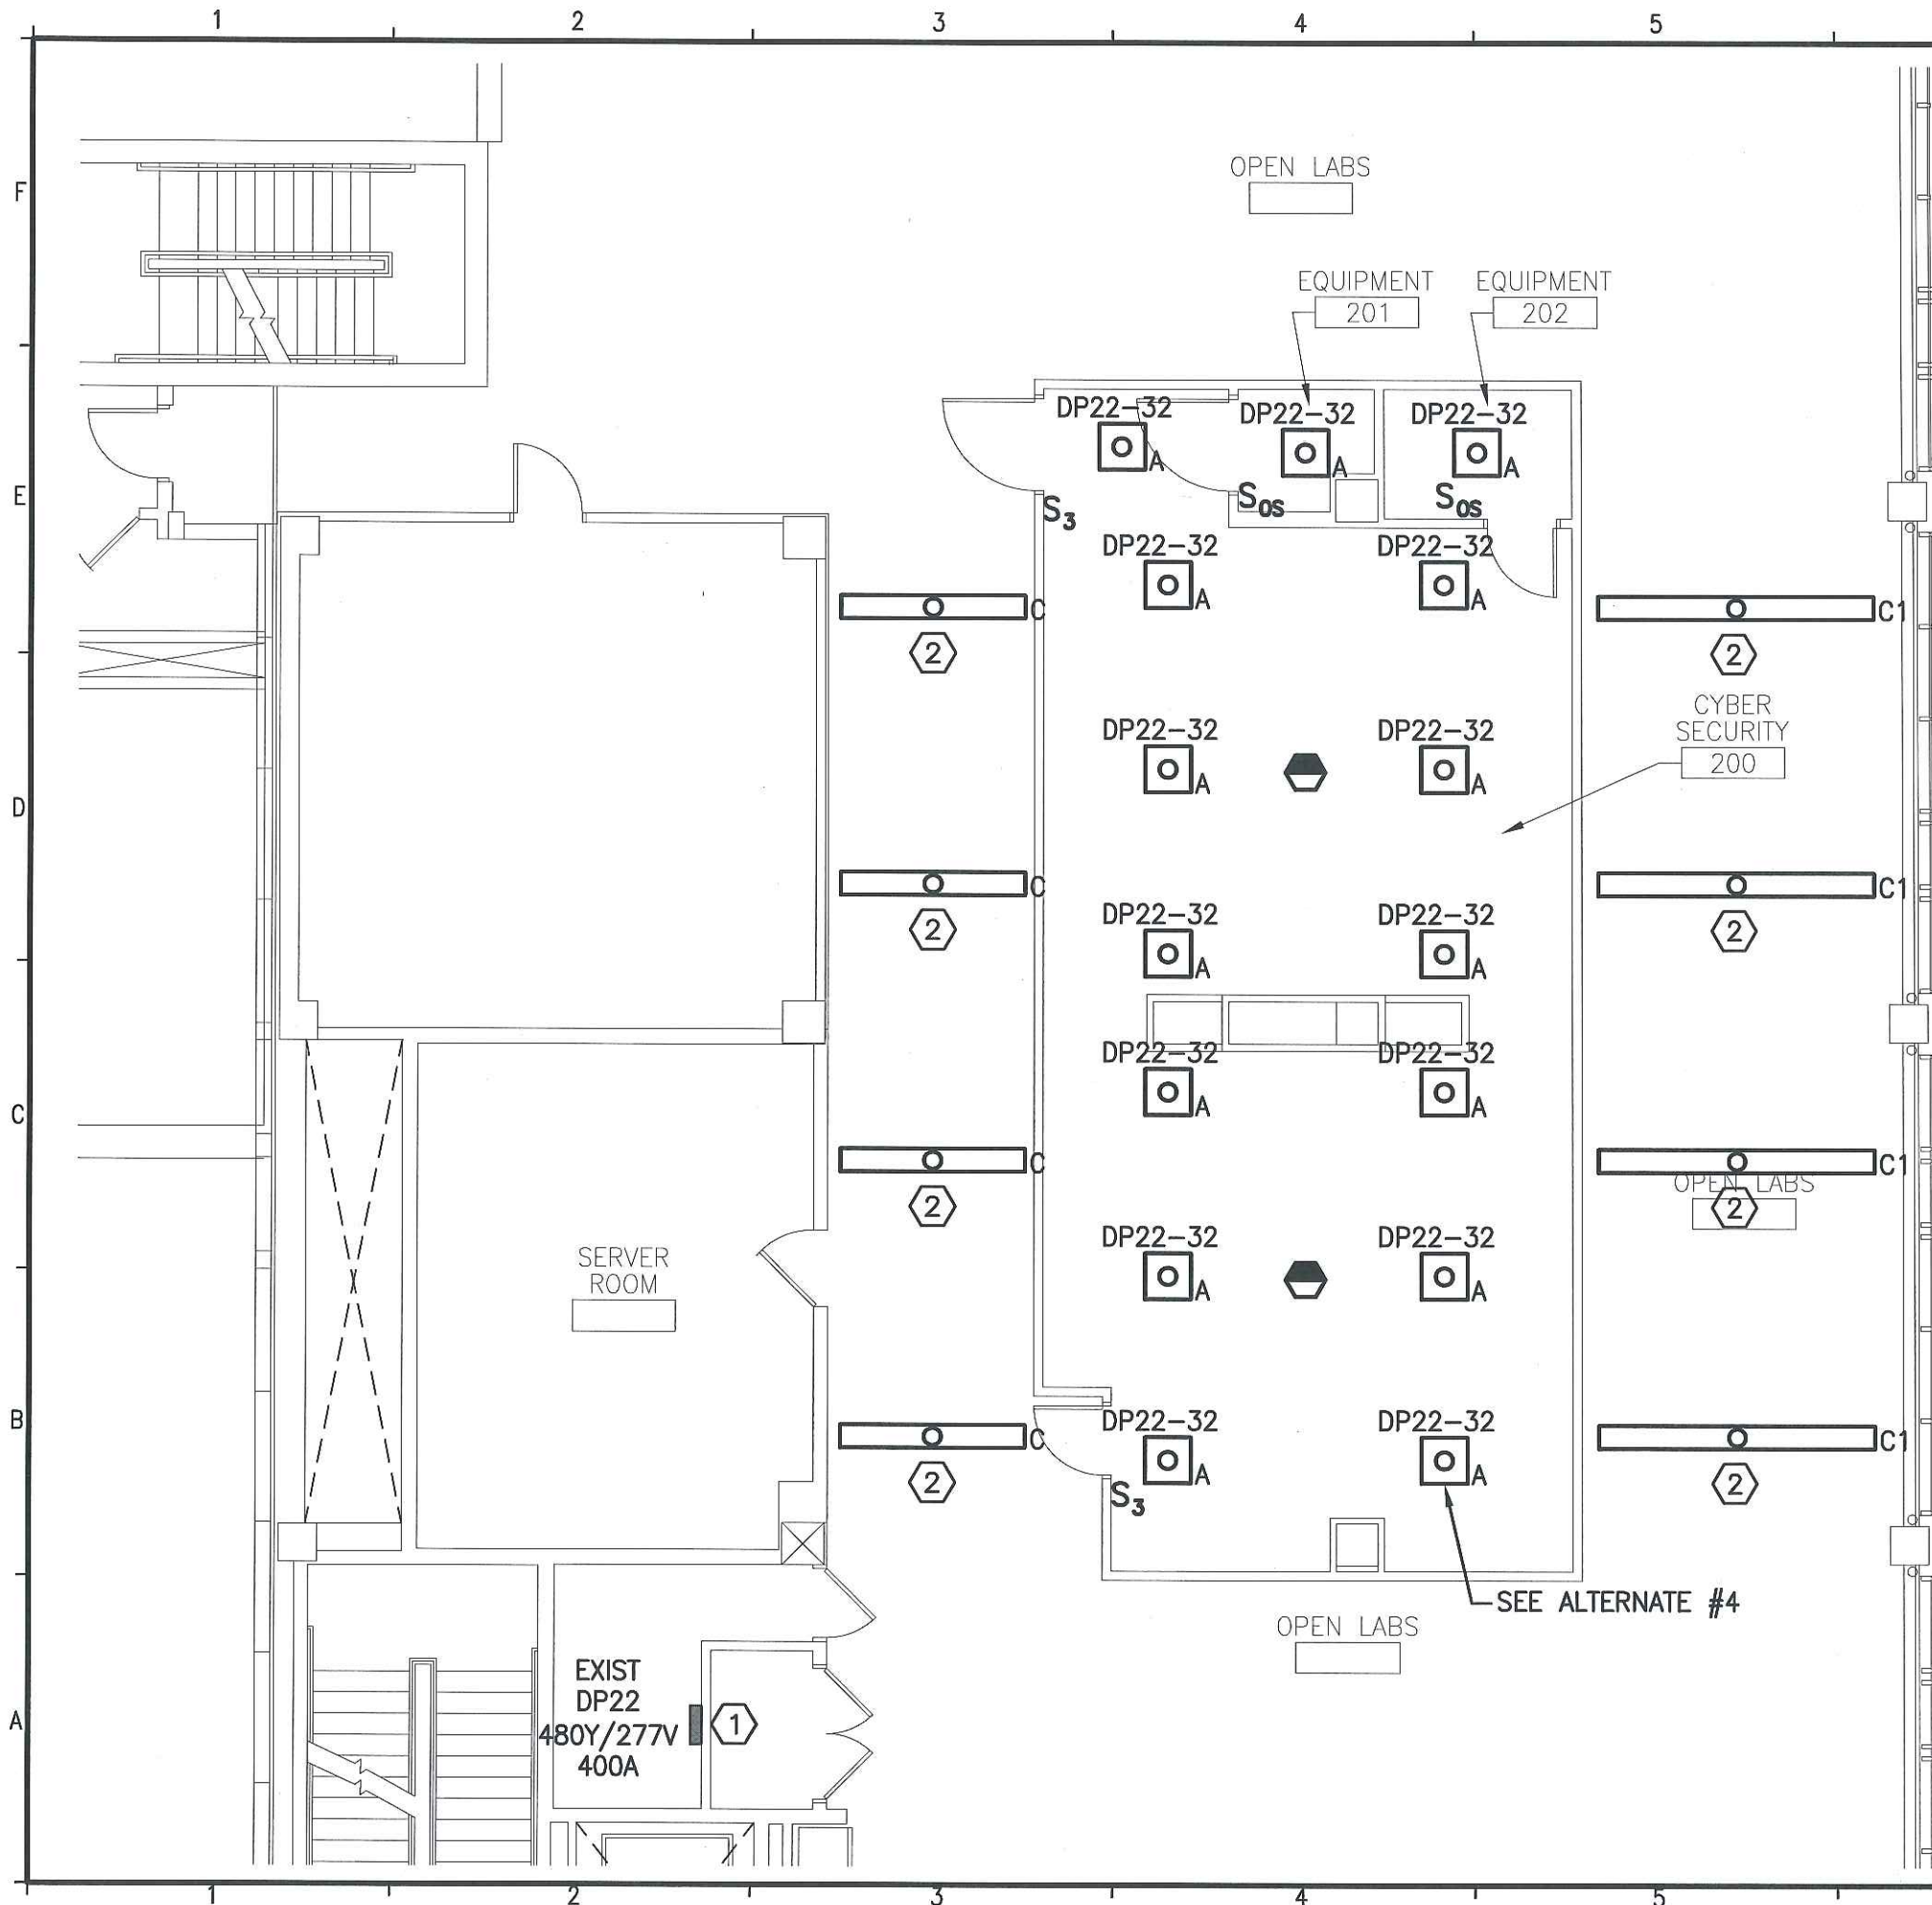 1 2 3 4 5
F
OPEN LABS
EQUIPMENT EQUIPMENT
201 202
DP22-32 DP22-32 DP22-32
A A A
E
S3 SOS SOS
DP22-32 DP22-32
A A
C C1
2 2
CYBER
SECURITY
200
DP22-32 DP22-32
A A
D
C C1
DP22-32 DP22-32
2 2
A A
DP22-32 DP22-32
A A
C
C C1
OPEN LABS
2 2
DP22-32 DP22-32
SERVER
ROOM
A A
B
DP22-32 DP22-32
C C1
A A
2 2
S3
SEE ALTERNATE #4
OPEN LABS
EXIST
DP22
480Y/277V
400A
1
A
1 2 3 4 5